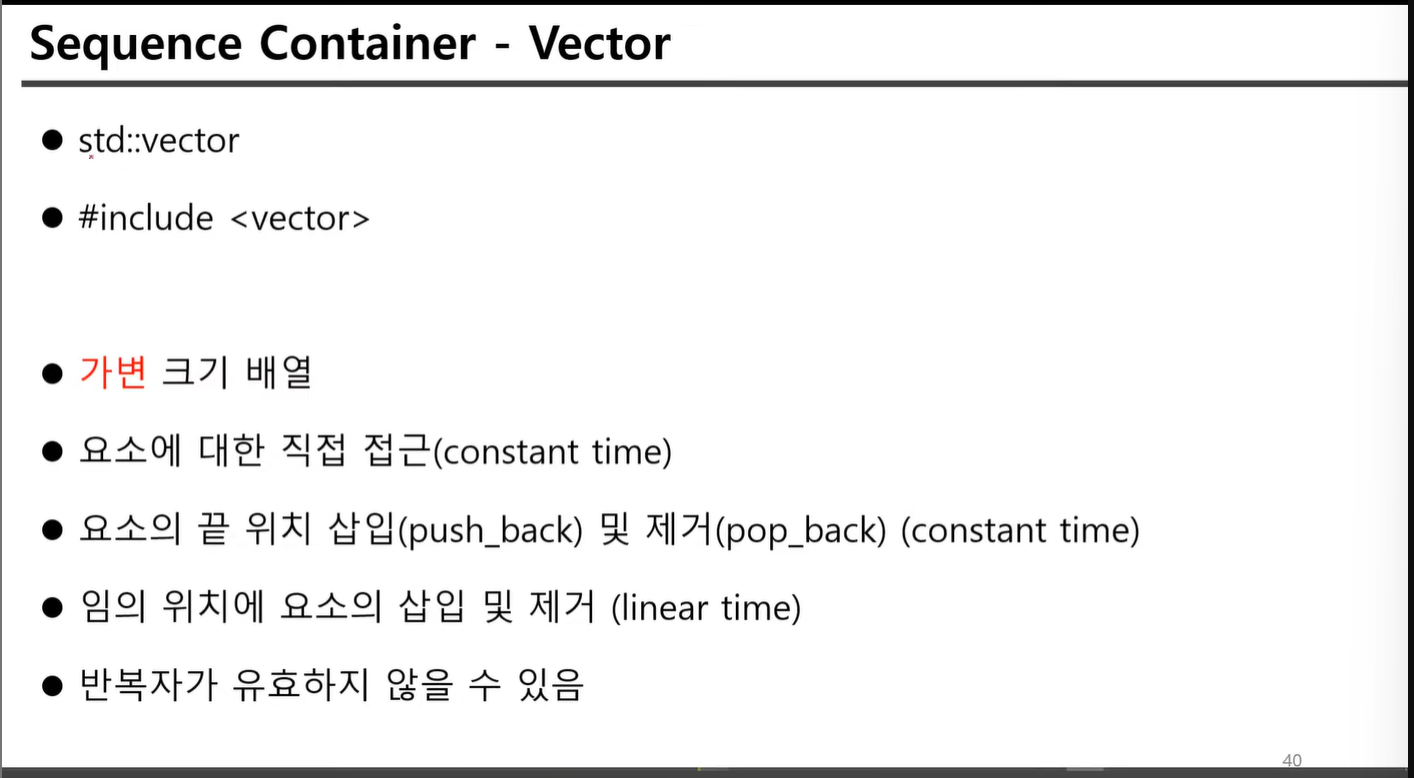 Sequence Container - Vector
● std::vector
● #include <vector>
● 가변 크기 배열
● 요소에 대한 직접 접근(constant time)
● 요소의 끝 위치 삽입(push_back) 및 제거(pop_back) (constant time)
● 임의 위치에 요소의 삽입 및 제거 (linear time)
● 반복자가 유효하지 않을 수 있음
40